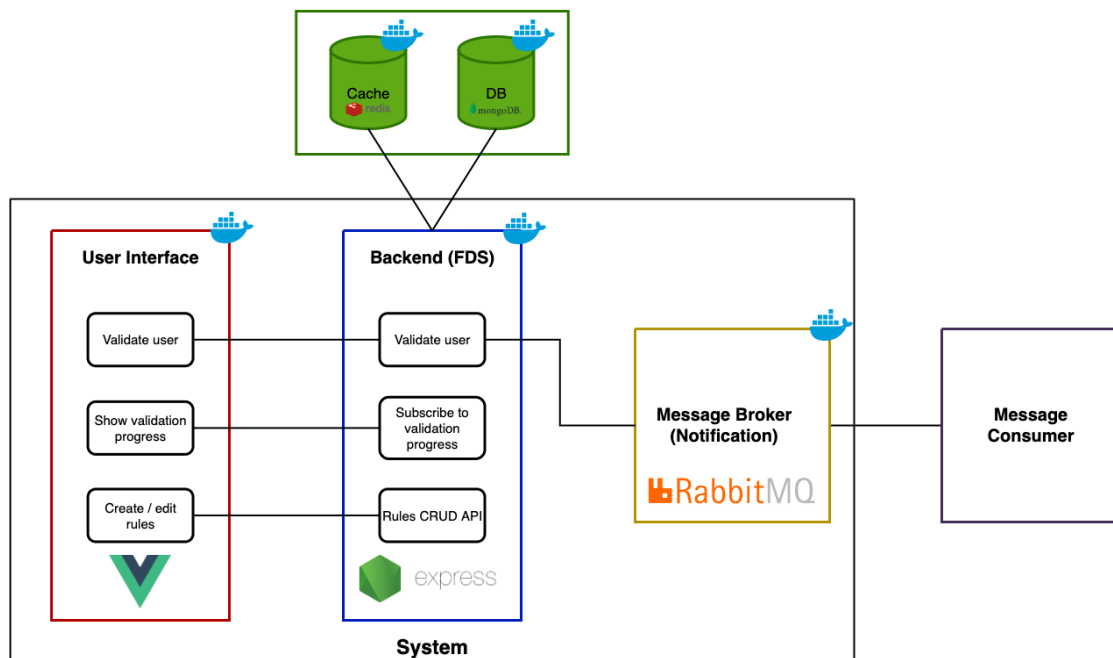 Cache
redis
DB
mongoDB.
User Interface
Backend (FDS)
Validate user
Validate user
Show validation
progress
Subscribe to
validation
progress
Create / edit
rules
Rules CRUD API
express
Message Broker
(Notification)
RabbitMQ
Message
Consumer
System